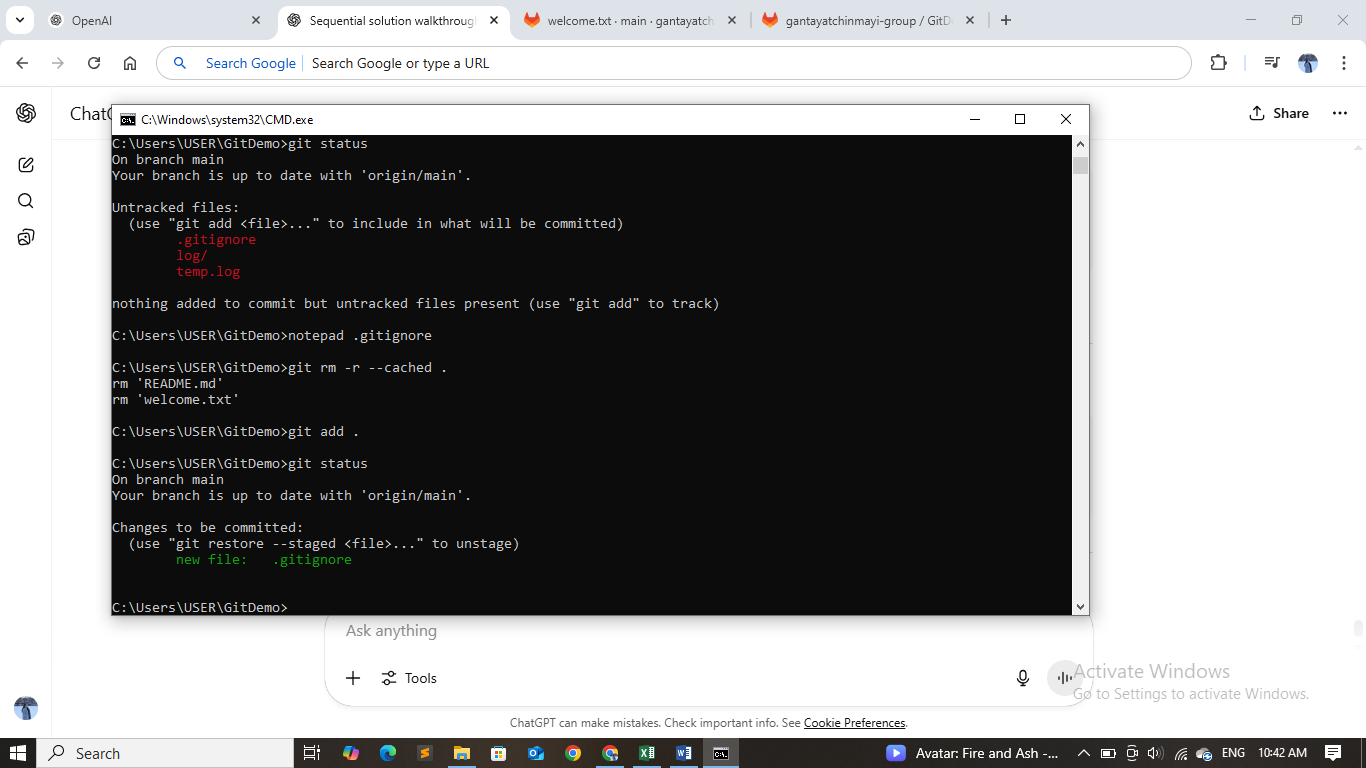 OpenAI
Sequential solution walkthroug
welcome.txt · main · gantayatch
gantayatchinmayi-group / GitDe
Search Google
Search Google or type a URL
ChatG
Share
C:\Windows\system32\CMD.exe
C:\Users\USER\GitDemo>git status
On branch main
Your branch is up to date with 'origin/main'.
Untracked files:
(use "git add <file>..." to include in what will be committed)
.gitignore
log/
temp.log
nothing added to commit but untracked files present (use "git add" to track)
C:\Users\USER\GitDemo>notepad .gitignore
C:\Users\USER\GitDemo>git rm -r --cached .
rm 'README.md'
rm 'welcome.txt'
C:\Users\USER\GitDemo>git add .
C:\Users\USER\GitDemo>git status
On branch main
Your branch is up to date with 'origin/main'.
Changes to be committed:
(use "git restore --staged <file>..." to unstage)
new file:   .gitignore
C:\Users\USER\GitDemo>
Ask anything
Tools
Activate Windows
Go to Settings to activate Windows.
ChatGPT can make mistakes. Check important info. See Cookie Preferences.
Search
Avatar: Fire and Ash -...
ENG
10:42 AM